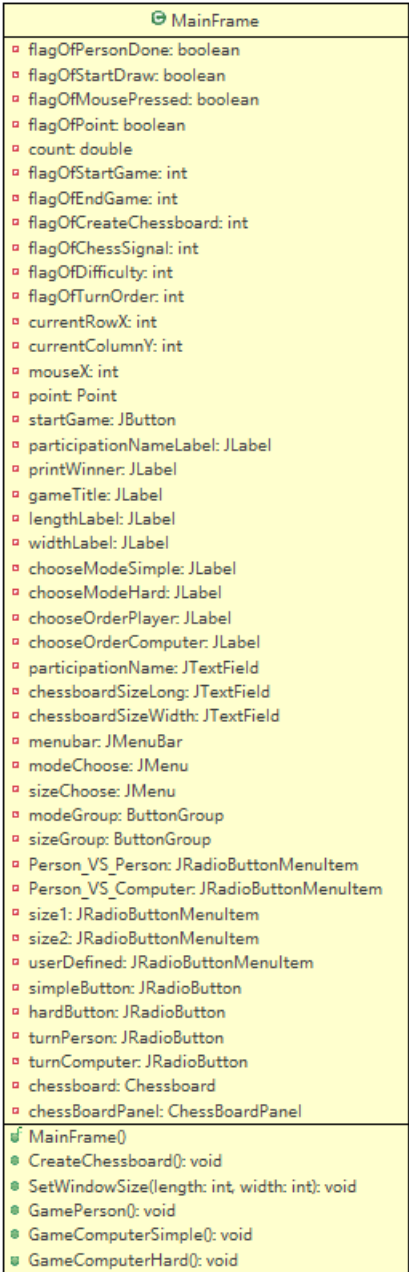 MainFrame
flagOfPersonDone: boolean
flagOfStartDraw: boolean
flagOfMousePressed: boolean
flagOfPoint: boolean
count: double
flagOfStartGame: int
flagOfEndGame: int
flagOfCreateChessboard: int
flagOfChessSignal: int
flagOfDifficulty: int
flagOfTurnOrder: int
currentRowX: int
currentColumnY: int
mouseX: int
point: Point
startGame: JButton
participationNameLabel: JLabel
printWinner: JLabel
gameTitle: JLabel
lengthLabel: JLabel
widthLabel: JLabel
chooseModeSimple: JLabel
chooseModeHard: JLabel
chooseOrderPlayer: JLabel
chooseOrderComputer: JLabel
participationName: JTextField
chessboardSizeLong: JTextField
chessboardSizeWidth: JTextField
menubar: JMenuBar
modeChoose: JMenu
sizeChoose: JMenu
modeGroup: ButtonGroup
sizeGroup: ButtonGroup
Person_VS_Person: JRadioButtonMenuItem
Person_VS_Computer: JRadioButtonMenuItem
size1: JRadioButtonMenuItem
size2: JRadioButtonMenuItem
userDefined: JRadioButtonMenuItem
simpleButton: JRadioButton
hardButton: JRadioButton
turnPerson: JRadioButton
turnComputer: JRadioButton
chessboard: Chessboard
chessBoardPanel: ChessBoardPanel
MainFrame()
CreateChessboard(): void
SetWindowSize(length: int, width: int): void
GamePerson(): void
GameComputerSimple(): void
GameComputerHard(): void